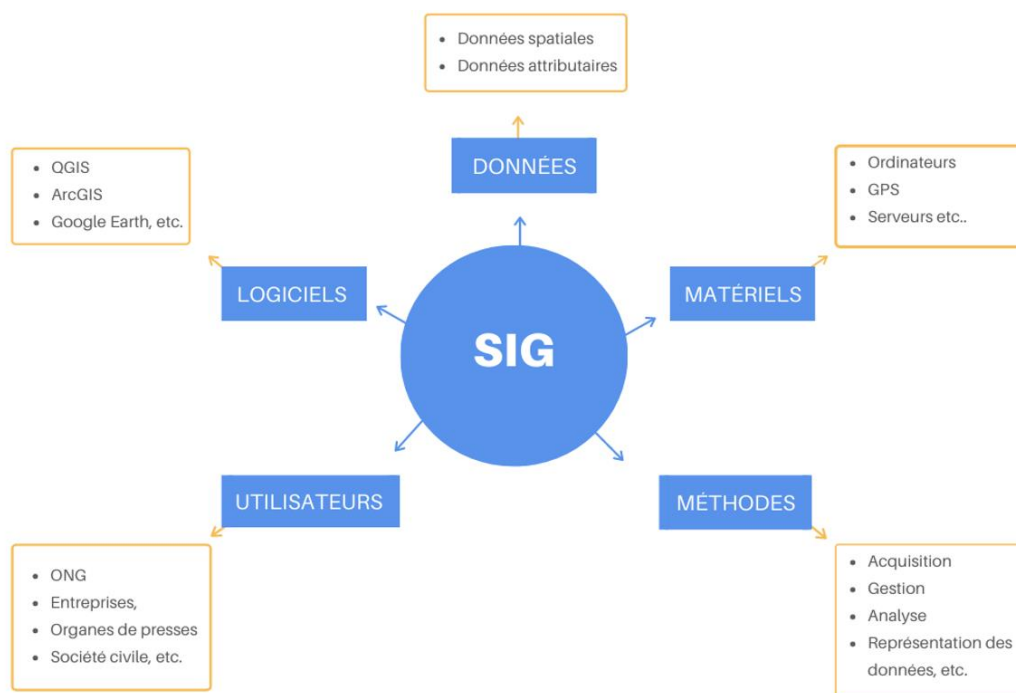 Données spatiales
Données attributaires
DONNÉES
QGIS
ArcGIS
Google Earth, etc.
LOGICIELS
Ordinateurs
GPS
Serveurs etc..
MATÉRIELS
SIG
UTILISATEURS
ONG
Entreprises,
Organes de presses
Société civile, etc.
MÉTHODES
Acquisition
Gestion
Analyse
Représentation des
données, etc.